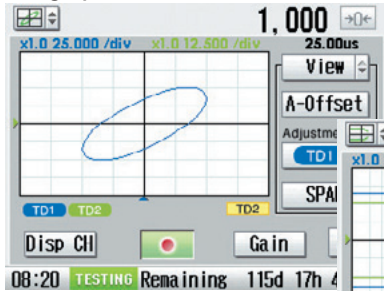 1,000 →0←
x1.0 25.000 /div x1.0 12.500 /div 25.00us
View
A-Offset
Adjustme
TD1
x1.0
SPA
TD1 TD2 TD2
Disp CH Gain
08:20 TESTING Remaining 115d 17h 4